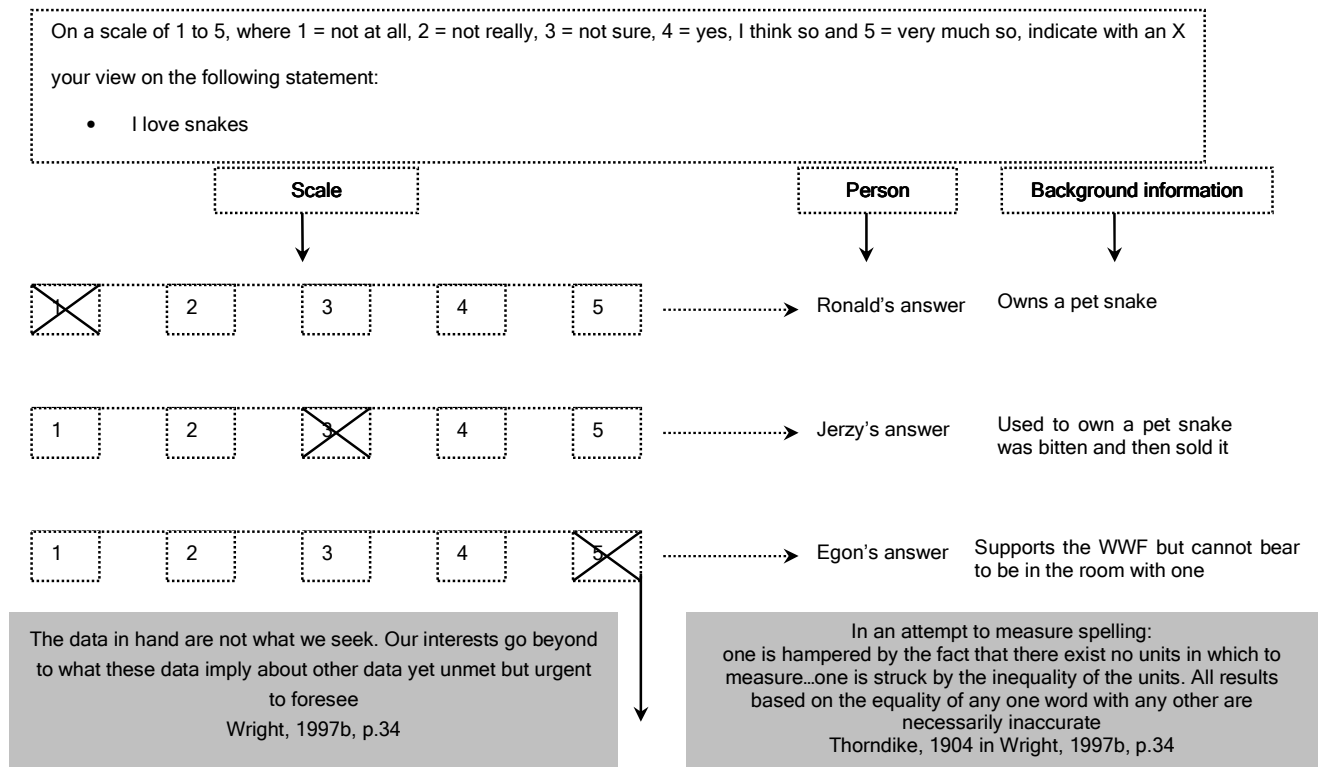 On a scale of 1 to 5, where 1 = not at all, 2 = not really, 3 = not sure, 4 = yes, I think so and 5 = very much so, indicate with an X
your view on the following statement:
• I love snakes
Scale Person Background information
1 2 3 4 5 Ronald's answer Owns a pet snake
1 2 3 4 5 Jerzy's answer Used to own a pet snake
was bitten and then sold it
1 2 3 4 5 Egon's answer Supports the WWF but cannot bear
to be in the room with one
The data in hand are not what we seek. Our interests go beyond
to what these data imply about other data yet unmet but urgent
to foresee
Wright, 1997b, p.34
In an attempt to measure spelling:
one is hampered by the fact that there exist no units in which to
measure...one is struck by the inequality of the units. All results
based on the equality of any one word with any other are
necessarily inaccurate
Thorndike, 1904 in Wright, 1997b, p.34